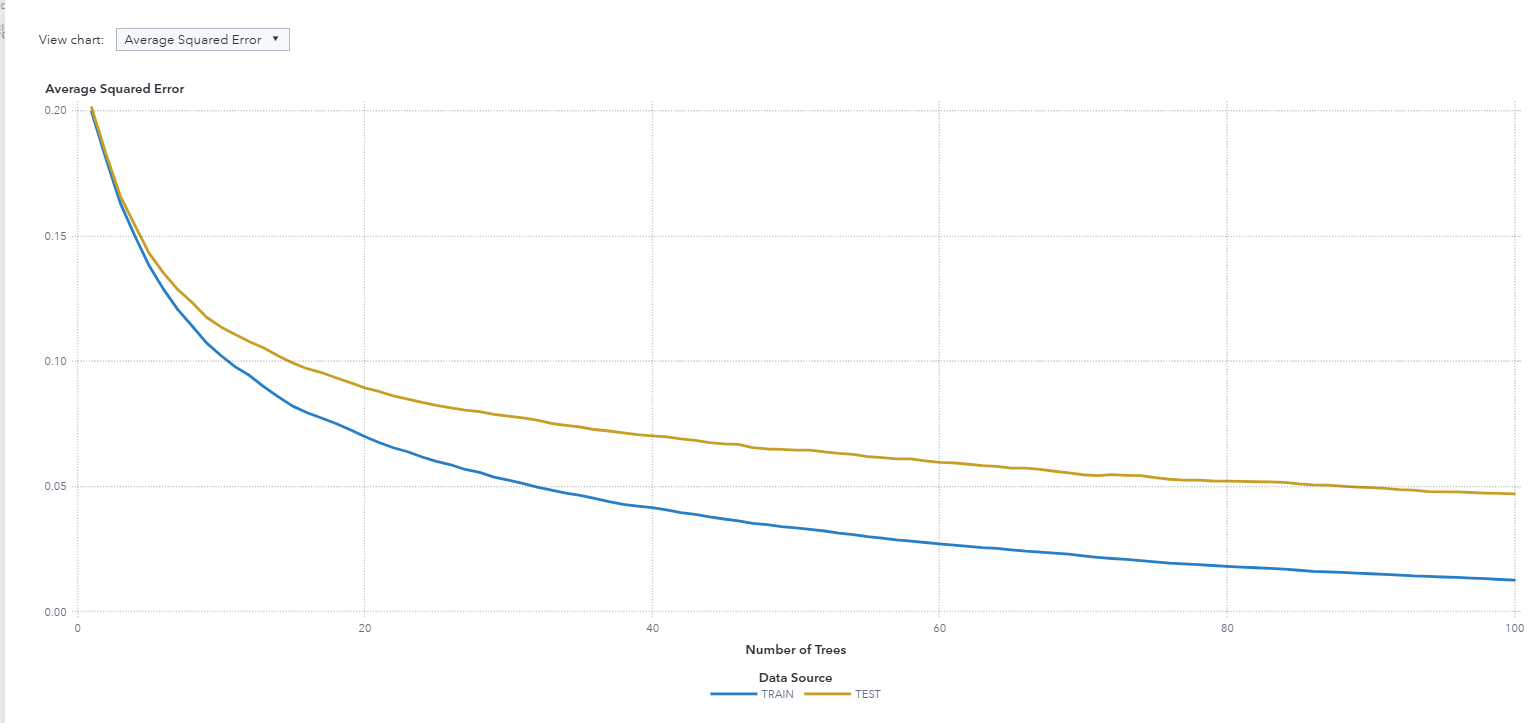 View chart: Average Squared Error
Average Squared Error
0.20
0.15
0.10
0.05
0.00
0 20 40 60 80 100
Number of Trees
Data Source
TRAIN TEST